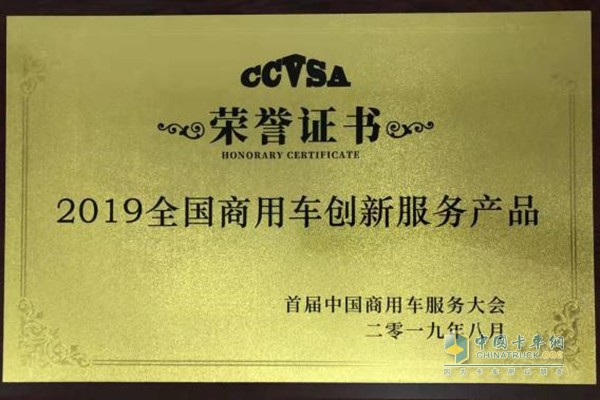 CCVSA
荣誉证书
HONORARY CERTIFICATE
2019全国商用车创新服务产品
首届中国商用车服务大会
二零一九年八月
中国卡车网
CHINATRUCK.ORG